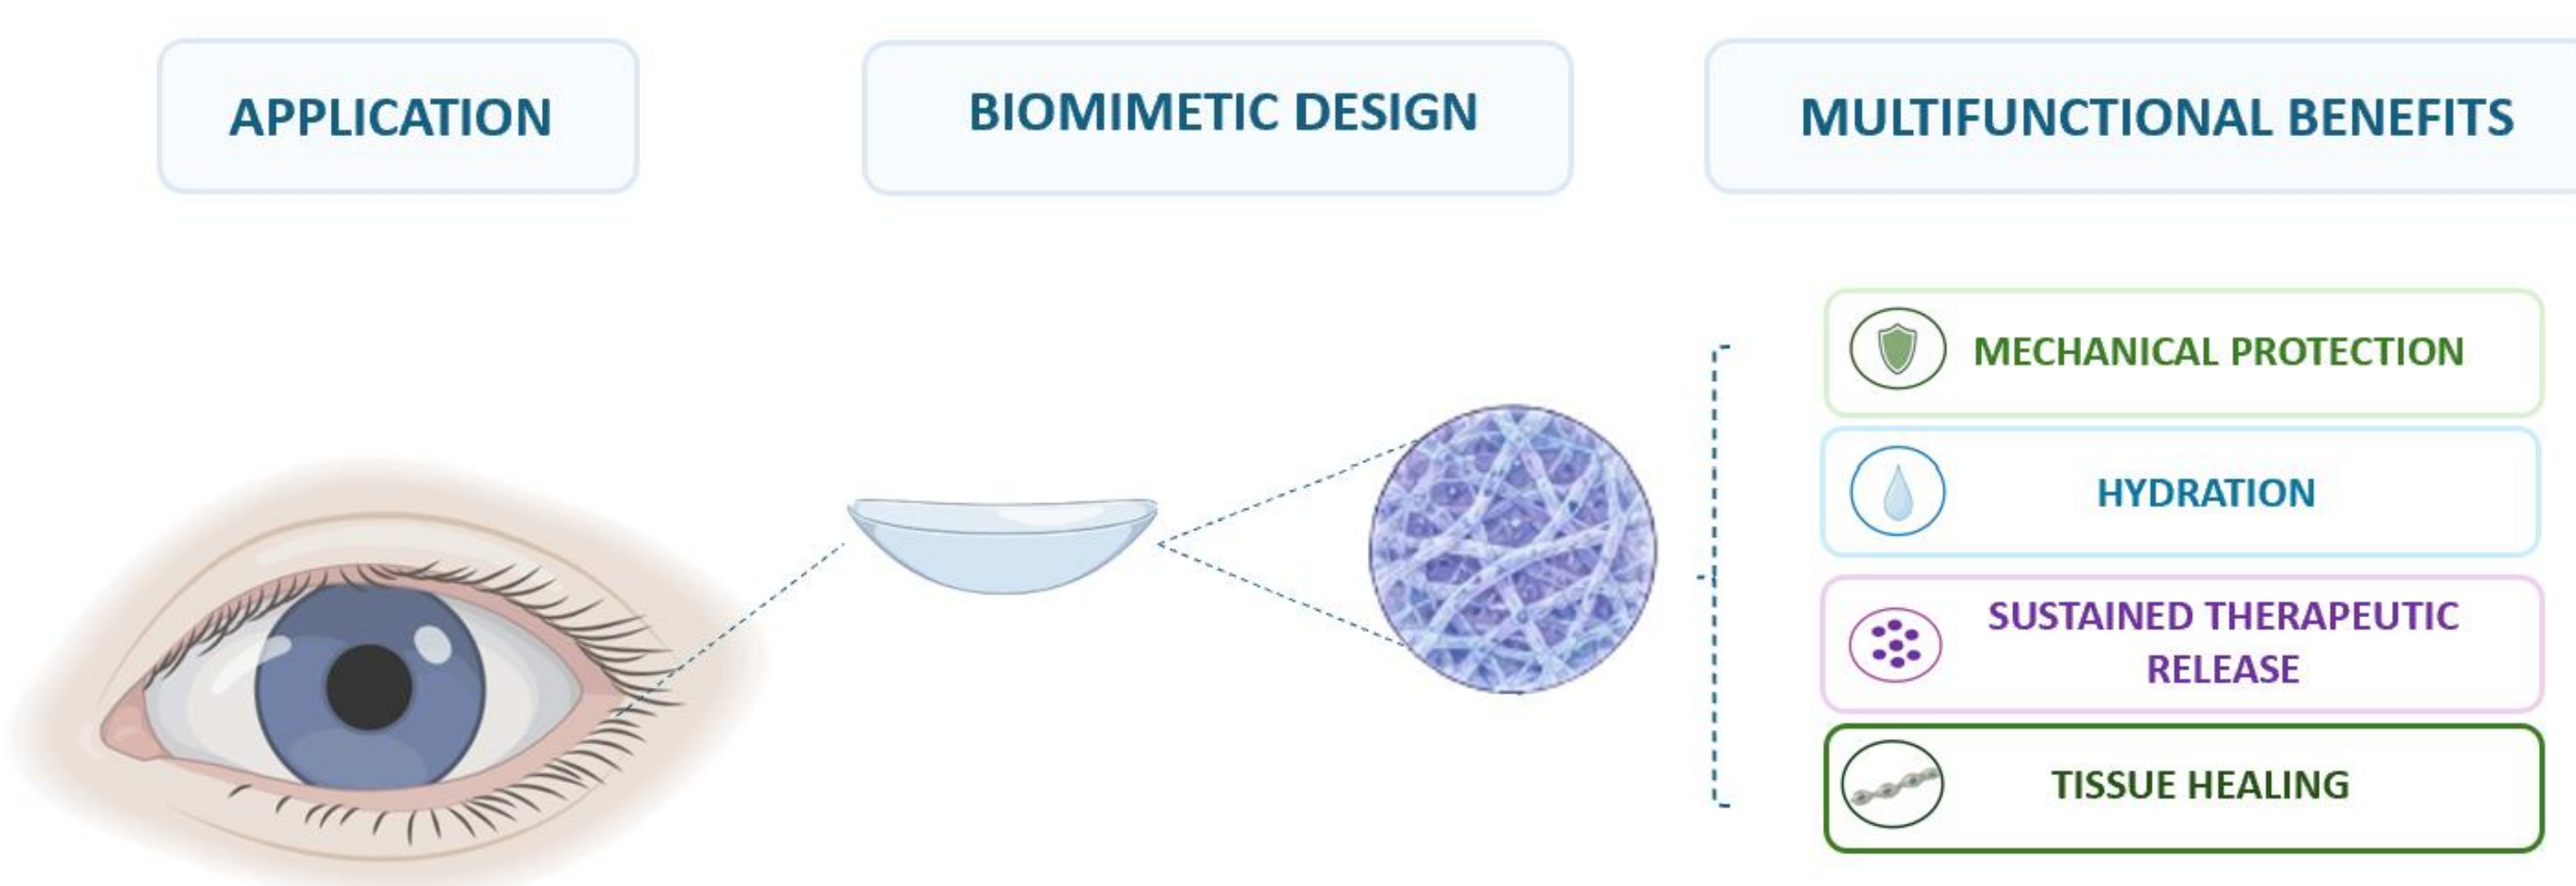 APPLICATION
BIOMIMETIC DESIGN
MULTIFUNCTIONAL BENEFITS
MECHANICAL PROTECTION
HYDRATION
SUSTAINED THERAPEUTIC
RELEASE
TISSUE HEALING